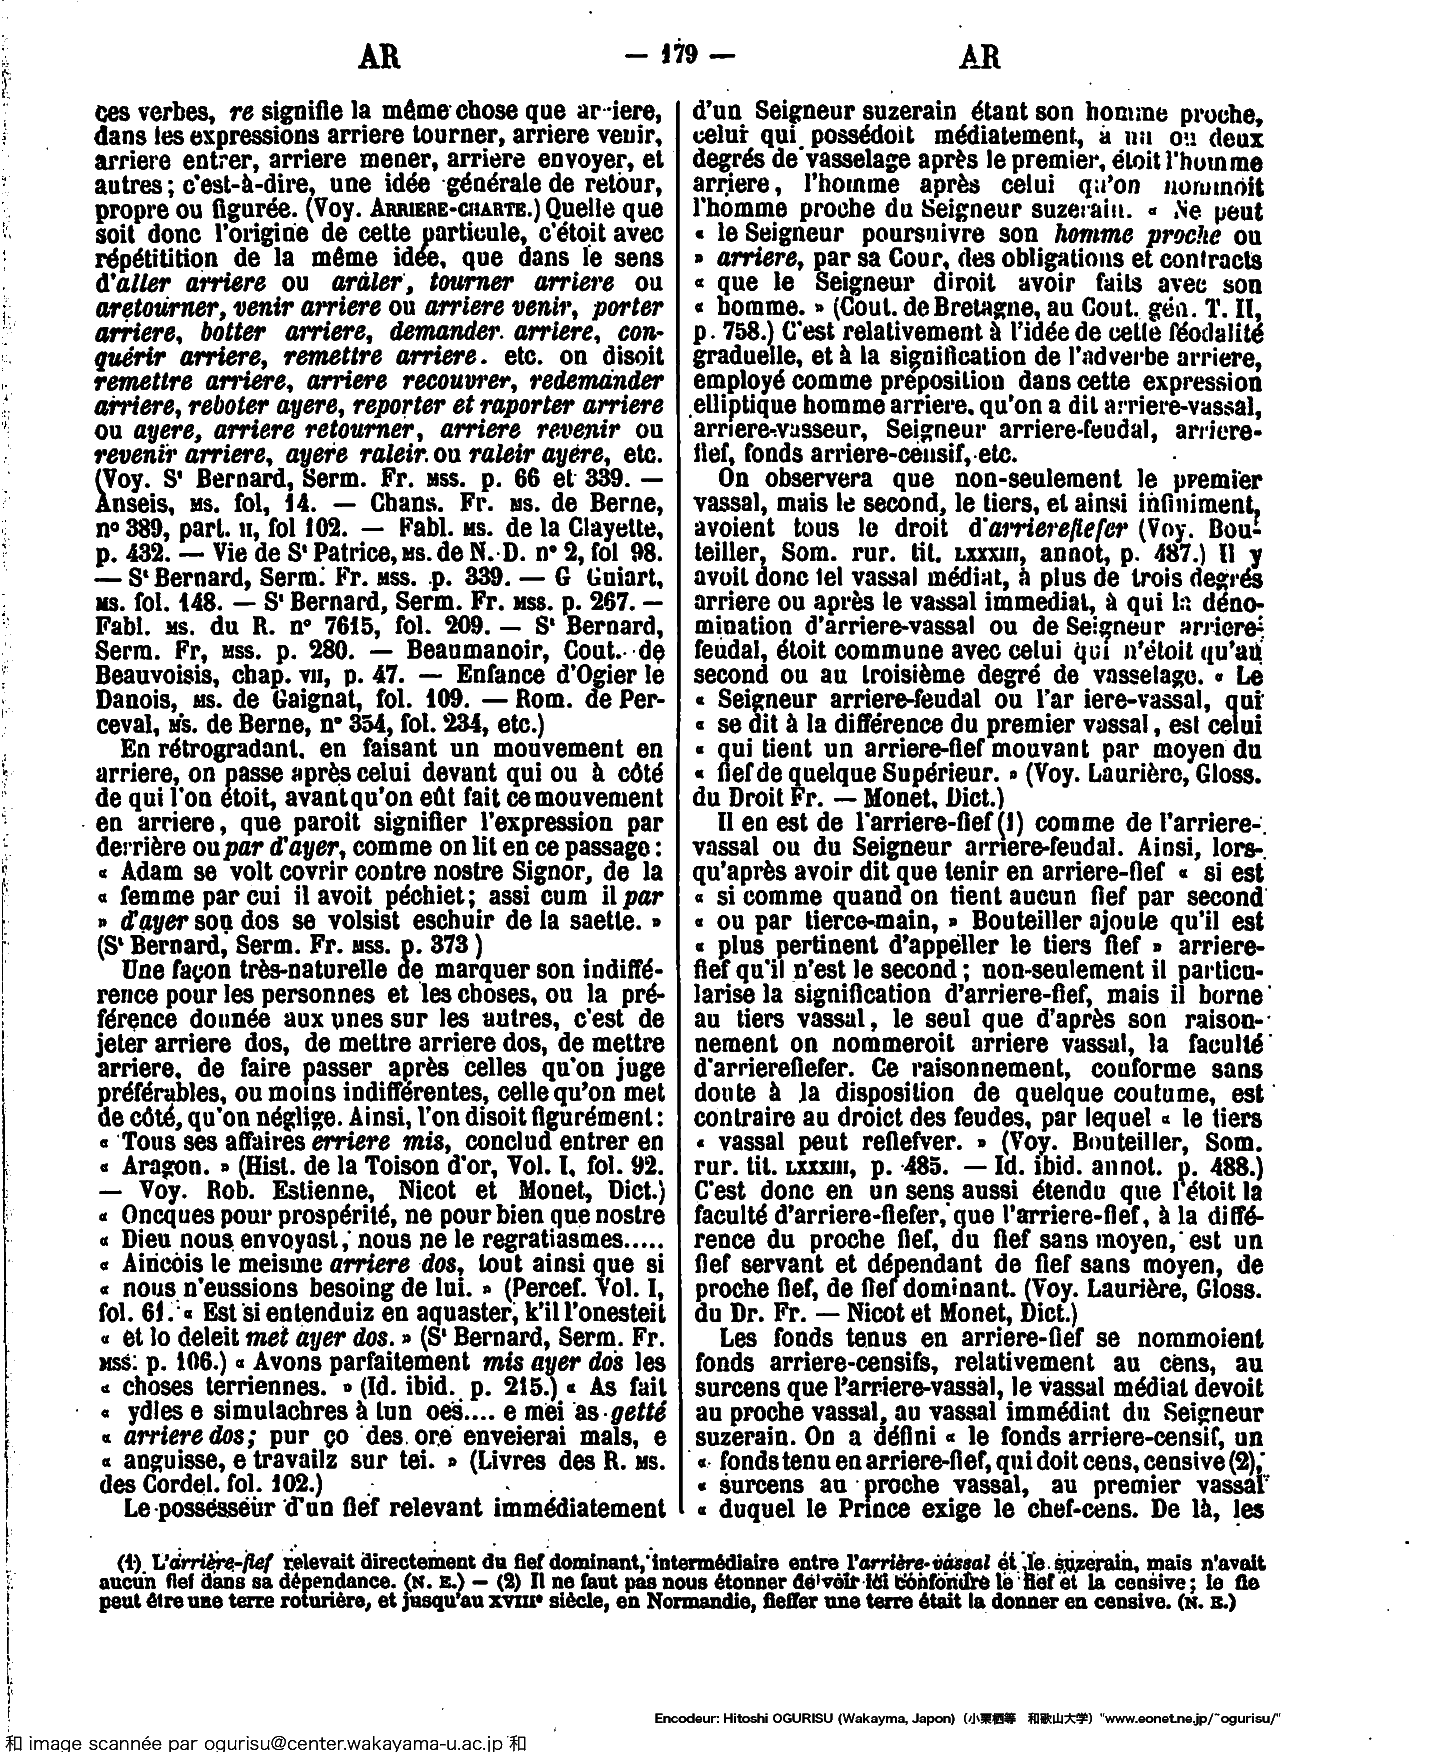 AR — 179 — AR
ces verbes, re signifie la même chose que ar-iere,
dans les expressions arriere tourner, arriere venir,
arriere entrer, arriere mener, arriere envoyer, et
autres ; c'est-à-dire, une idée générale de retour,
propre ou figurée. (Voy. ARRIERE-CHARTE.) Quelle que
soit donc l'origine de cette particule, c'étoit avec
répétitition de la même idée, que dans le sens
d'aller arriere ou aráler, tourner arriere ou
aretourner, venir arriere ou arriere venir, porter
arriere, botter arriere, demander arriere, con-
quérir arriere, remettre arriere. etc. on disoit
remettre arriere, arriere recouvrer, redemander
arriere, reboter ayere, reporter et raporter arriere
ou ayere, arriere retourner, arriere revenir ou
revenir arriere, ayere raleir ou raleir ayére, etc.
(Voy. St Bernard, Serm. Fr. MSS. p. 66 et 339. —
Anseis, MS. fol, 14. — Chans. Fr. MS. de Berne,
n° 389, part. II, fol 102. — Fabl. MS. de la Clayette,
p. 432. — Vie de St Patrice, MS. de N. D. n° 2, fol 98.
— St Bernard, Serm. Fr. MSS. p. 339. — G Guiart,
MS. fol. 148. — St Bernard, Serm. Fr. MSS. p. 267. —
Fabl. MS. du R. n° 7615, fol. 209. — St Bernard,
Serm. Fr, MSS. p. 280. — Beaumanoir, Cout. de
Beauvoisis, chap. VII, p. 47. — Enfance d'Ogier le
Danois, MS. de Gaignat, fol. 109. — Rom. de Per-
ceval, MS. de Berne, n° 354, fol. 234, etc.)
En rétrogradant, en faisant un mouvement en
arriere, on passe après celui devant qui ou à côté
de qui l'on étoit, avant qu'on eût fait ce mouvement
en arriere, que paroit signifier l'expression par
derrière ou par d'ayer, comme on lit en ce passage :
« Adam se volt covrir contre nostre Signor, de la
« femme par cui il avoit péchiet ; assi cum il par
» d'ayer son dos se volsist eschuir de la saette. »
(St Bernard, Serm. Fr. MSS. p. 373 )
Une façon très-naturelle de marquer son indiffé-
rence pour les personnes et les choses, ou la pré-
férence donnée aux unes sur les autres, c'est de
jeter arriere dos, de mettre arriere dos, de mettre
arriere, de faire passer après celles qu'on juge
préférables, ou moins indifférentes, celle qu'on met
de côté, qu'on néglige. Ainsi, l'on disoit figurément :
« Tous ses affaires erriere mis, conclud entrer en
« Aragon. » (Hist. de la Toison d'or, Vol. I, fol. 92.
— Voy. Rob. Estienne, Nicot et Monet, Dict.)
« Oncques pour prospérité, ne pour bien que nostre
« Dieu nous envoyast, nous ne le regratiasmes.....
« Aincois le meisme arriere dos, tout ainsi que si
« nous n'eussions besoing de lui. » (Percef. Vol. I,
fol. 61. « Est si entenduiz en aquaster, k'il l'onesteit
« et lo deleit met ayer dos. » (St Bernard, Serm. Fr.
MSS. p. 106.) « Avons parfaitement mis ayer dos les
« choses terriennes. » (Id. ibid. p. 215.) « As fait
« ydles e simulachres à tun oes.... e mei as getté
« arriere dos ; pur ço des ore enveierai mals, e
« anguisse, e travailz sur tei. » (Livres des R. MS.
des Cordel. fol. 102.)
Le possésseur d'un fief relevant immédiatement
d'un Seigneur suzerain étant son homme proche,
celui qui possédoit médiatement, à un ou deux
degrés de vasselage après le premier, étoit l'homme
arriere, l'homme après celui qu'on nommoit
l'homme proche du Seigneur suzerain. « Ne peut
« le Seigneur poursuivre son homme proche ou
» arriere, par sa Cour, des obligations et contracts
« que le Seigneur diroit avoir faits avec son
« homme. » (Cout. de Bretagne, au Cout. gén. T. II,
p. 758.) C'est relativement à l'idée de cette féodalité
graduelle, et à la signification de l'adverbe arriere,
employé comme préposition dans cette expression
elliptique homme arriere, qu'on a dit arriere-vassal,
arriere-vasseur, Seigneur arriere-feudal, arriere-
fief, fonds arriere-censif, etc.
On observera que non-seulement le premier
vassal, mais le second, le tiers, et ainsi infiniment,
avoient tous le droit d'arrierefiefer (Voy. Bou-
teiller, Som. rur. tit. LXXXIII, annot, p. 487.) Il y
avoit donc tel vassal médiat, à plus de trois degrés
arriere ou après le vassal immediat, à qui la déno-
mination d'arriere-vassal ou de Seigneur arriere-
feudal, étoit commune avec celui qui n'étoit qu'au
second ou au troisième degré de vasselage. « Le
« Seigneur arriere-feudal ou l'ar iere-vassal, qui
« se dit à la différence du premier vassal, est celui
« qui tient un arriere-fief mouvant par moyen du
« fief de quelque Supérieur. » (Voy. Laurière, Gloss.
du Droit Fr. — Monet, Dict.)
Il en est de l'arriere-fief (1) comme de l'arriere-
vassal ou du Seigneur arriere-feudal. Ainsi, lors-
qu'après avoir dit que tenir en arriere-fief « si est
« si comme quand on tient aucun fief par second
« ou par tierce-main, » Bouteiller ajoute qu'il est
« plus pertinent d'appeller le tiers fief » arriere-
fief qu'il n'est le second ; non-seulement il particu-
larise la signification d'arriere-fief, mais il borne
au tiers vassal, le seul que d'après son raison-
nement on nommeroit arriere vassal, la faculté
d'arrierefiefer. Ce raisonnement, conforme sans
doute à la disposition de quelque coutume, est
contraire au droict des feudes, par lequel « le tiers
« vassal peut refiefver. » (Voy. Bouteiller, Som.
rur. tit. LXXXIII, p. 485. — Id. ibid. annot. p. 488.)
C'est donc en un sens aussi étendu que l'étoit la
faculté d'arriere-fiefer, que l'arriere-fief, à la diffé-
rence du proche fief, du fief sans moyen, est un
fief servant et dépendant de fief sans moyen, de
proche fief, de fief dominant. (Voy. Laurière, Gloss.
du Dr. Fr. — Nicot et Monet, Dict.)
Les fonds tenus en arriere-fief se nommoient
fonds arriere-censifs, relativement au cens, au
surcens que l'arriere-vassal, le vassal médiat devoit
au proche vassal, au vassal immédiat du Seigneur
suzerain. On a défini « le fonds arriere-censif, un
« fonds tenu en arriere-fief, qui doit cens, censive (2),
« surcens au proche vassal, au premier vassal
« duquel le Prince exige le chef-cens. De là, les
(1) L'arrière-fief relevait directement du fief dominant, intermédiaire entre l'arrière-vassal et le suzerain, mais n'avait
aucun fief dans sa dépendance. (N. E.) — (2) Il ne faut pas nous étonner de voir ici confondre le fief et la censive ; le fie
peut être une terre roturière, et jusqu'au XVIIIe siècle, en Normandie, fieffer une terre était la donner en censive. (N. E.)
Encodeur: Hitoshi OGURISU (Wakayma, Japon) (小栗栖等 和歌山大学) "www.eonet.ne.jp/~ogurisu/"
和 image scannée par ogurisu@center.wakayama-u.ac.jp 和